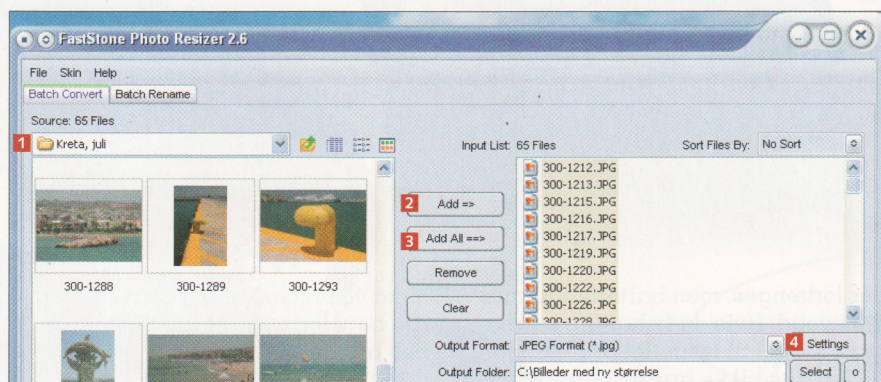 FastStone Photo Resizer 2.6
File Skin Help
Batch Convert Batch Rename
Source: 65 Files
1 Kreta, juli
Input List: 65 Files
Sort Files By: No Sort
300-1212.JPG
300-1213.JPG
300-1215.JPG
300-1216.JPG
300-1217.JPG
300-1219.JPG
300-1220.JPG
300-1222.JPG
300-1226.JPG
300-1228.JPG
2 Add =>
3 Add All ==>
Remove
Clear
300-1288
300-1289
300-1293
Output Format: JPEG Format (*.jpg)
4 Settings
Output Folder: C:\Billeder med ny størrelse
Select
o